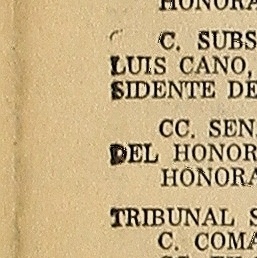 HONORA
C. SUBS
LUIS CANO,
SIDENTE DE
CC. SEN
DEL HONOR
HONORA
TRIBUNAL S
C. COMA